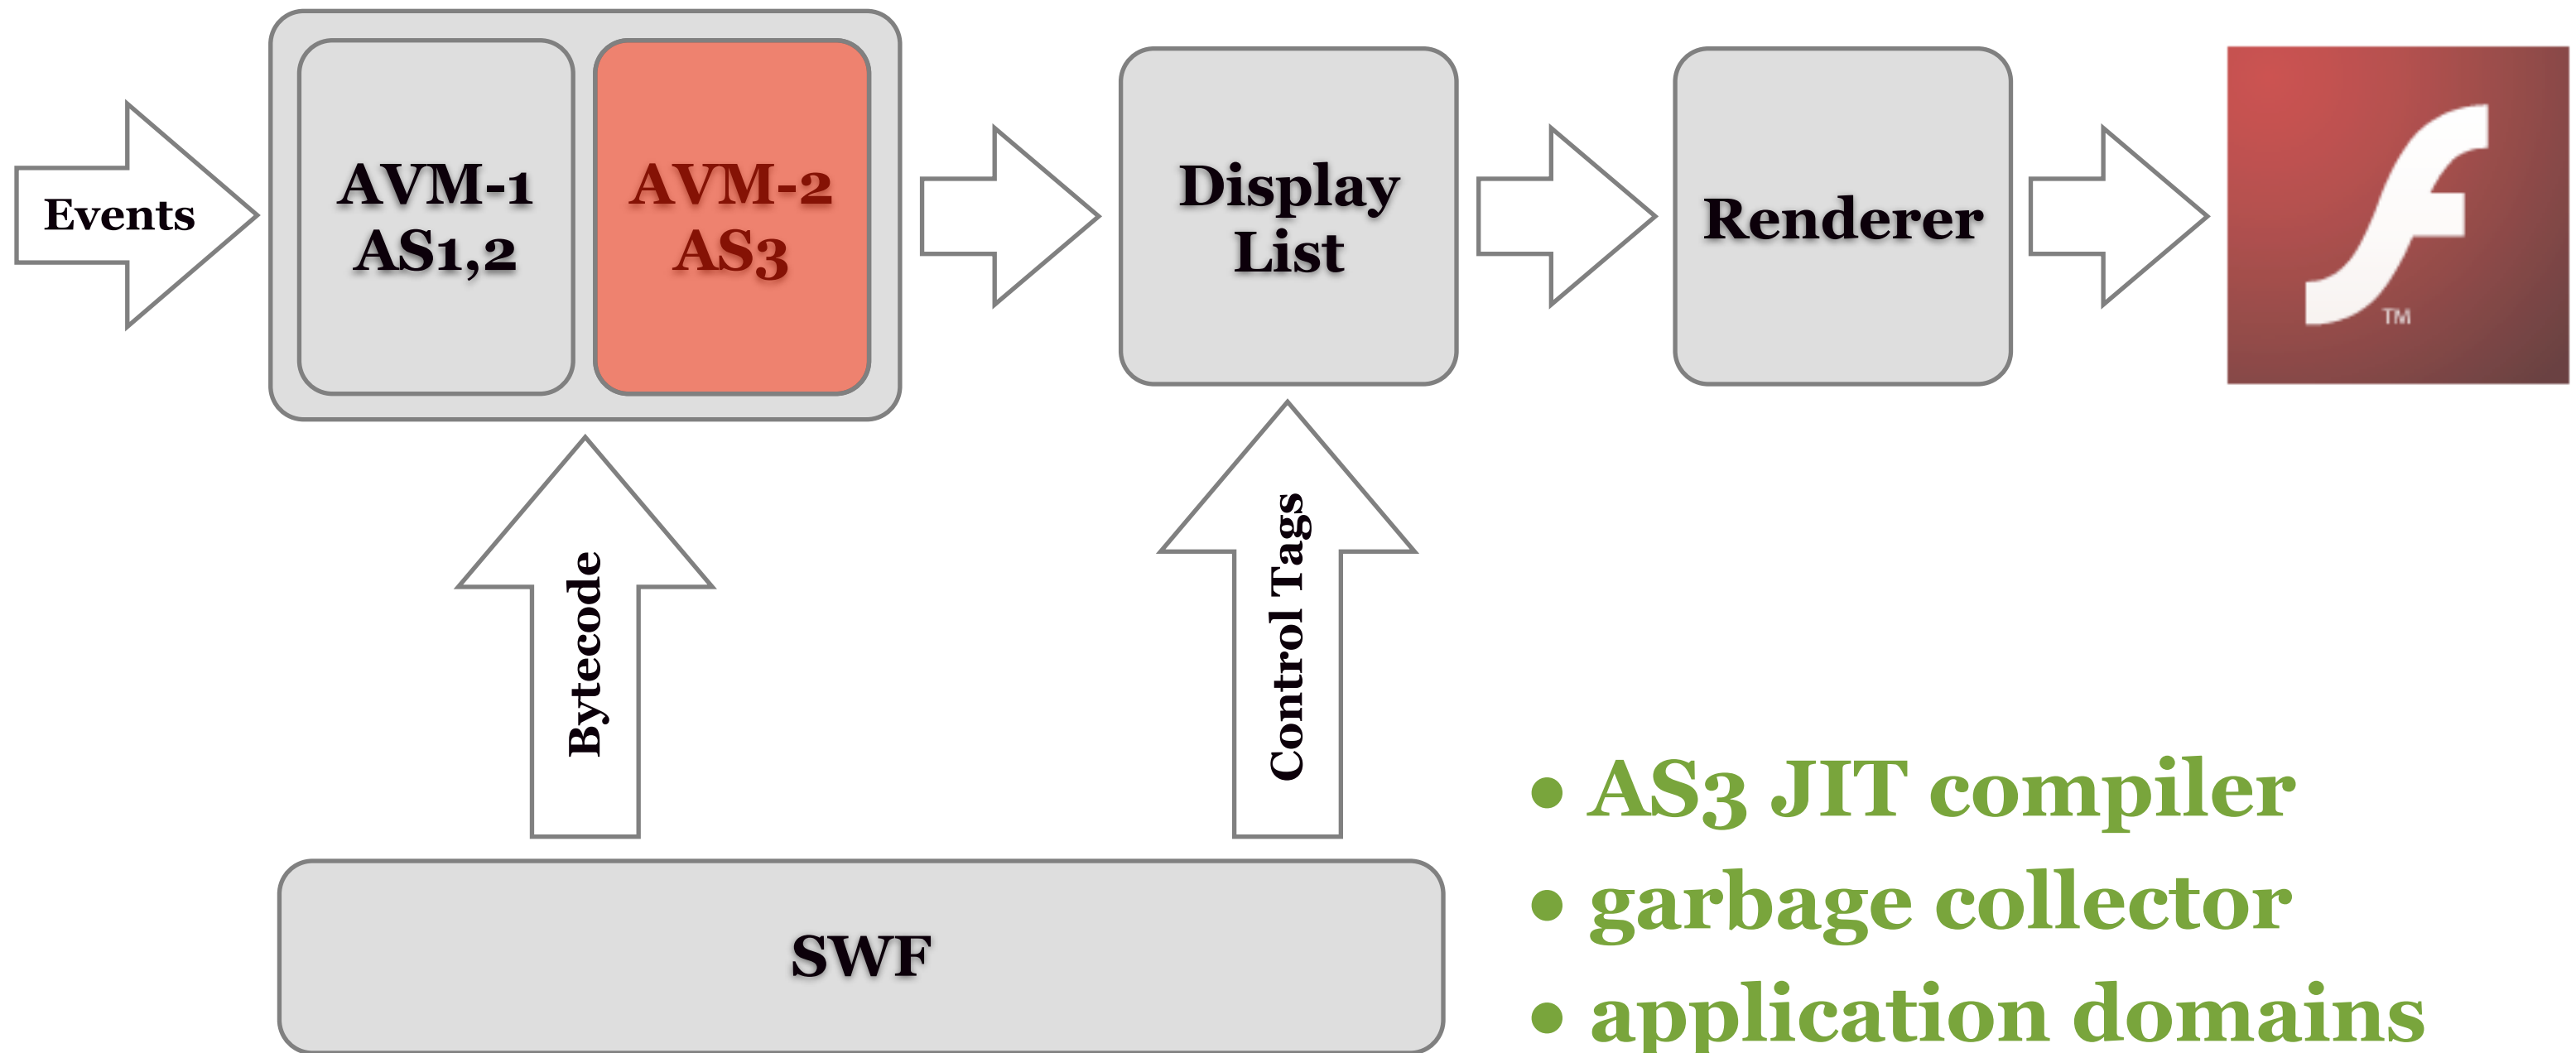 Events
AVM-1
AS1,2
AVM-2
AS3
Display
List
Renderer
TM
Bytecode
Control Tags
SWF
• AS3 JIT compiler
• garbage collector
• application domains